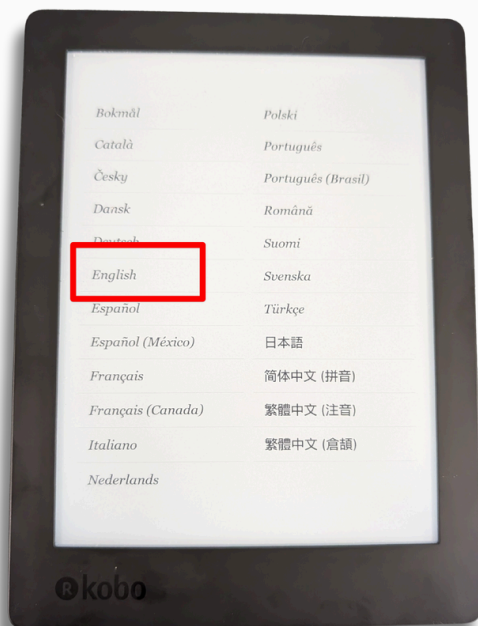 Bokmål
Català
Česky
Dansk
Deutsch
English
Español
Español (México)
Français
Français (Canada)
Italiano
Nederlands
Polski
Português
Português (Brasil)
Română
Suomi
Svenska
Türkçe
日本語
简体中文 (拼音)
繁體中文 (注音)
繁體中文 (倉頡)
R kobo